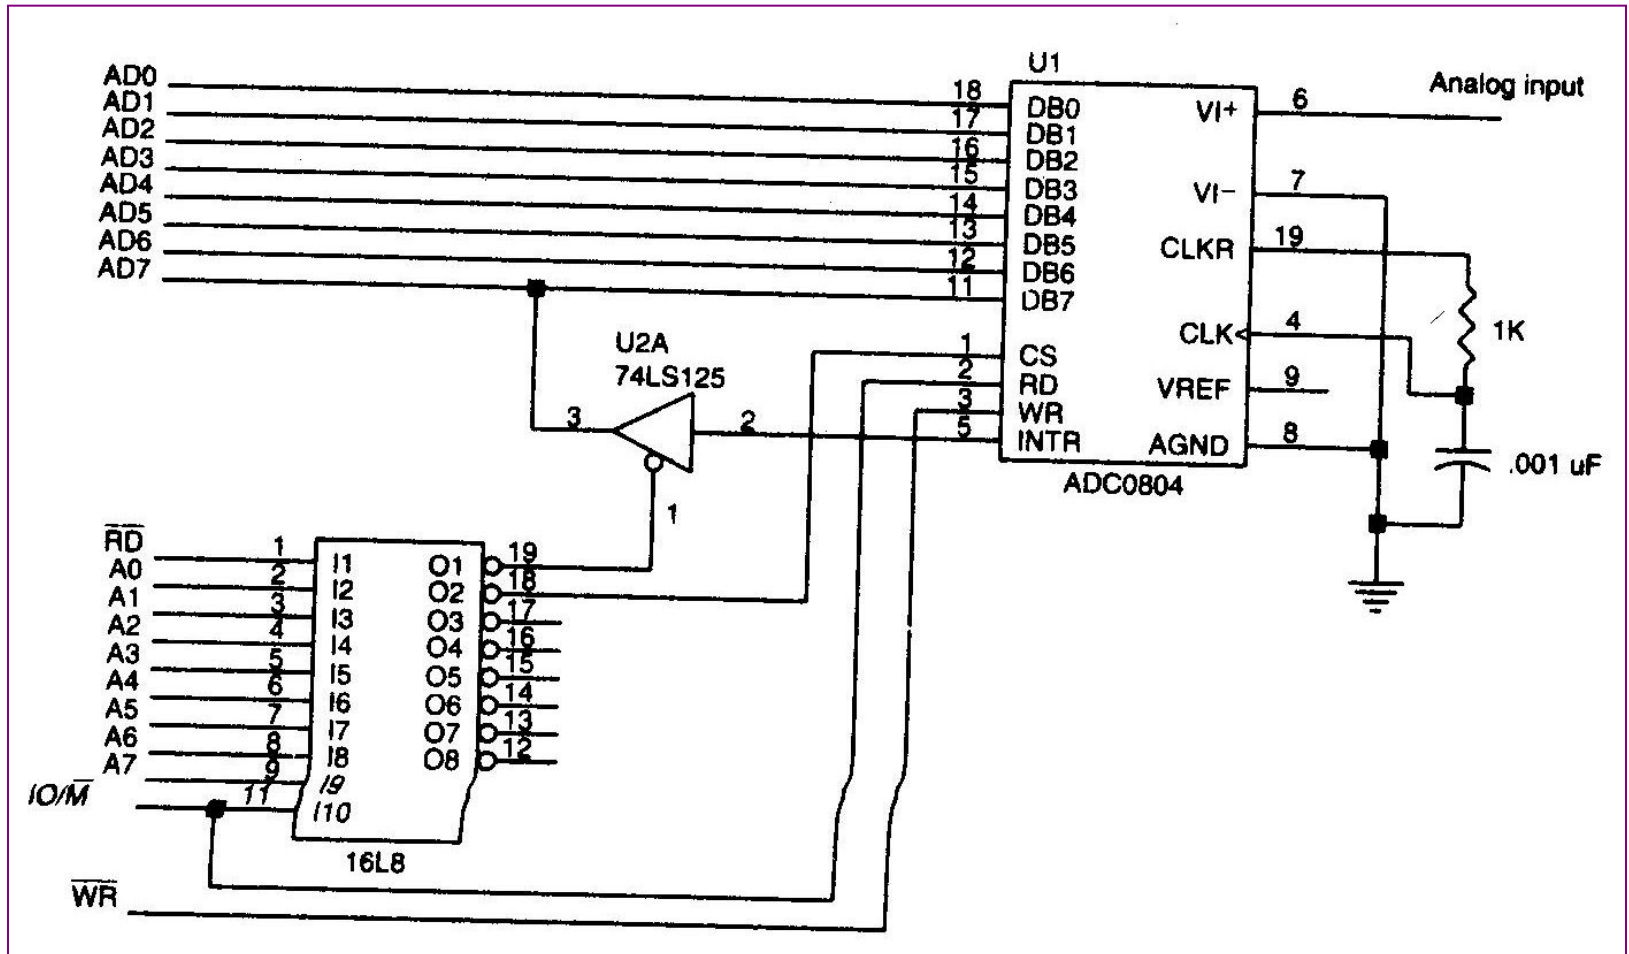 U1
Analog input
AD0
AD1
AD2
AD3
AD4
AD5
AD6
AD7
18
17
16
15
14
13
12
11
DB0
DB1
DB2
DB3
DB4
DB5
DB6
DB7
1
2
3
5
CS
RD
WR
INTR
VI+
VI-
CLKR
CLK
VREF
AGND
6
7
19
4
9
8
1K
.001 uF
ADC0804
U2A
74LS125
3
2
1
RD
A0
A1
A2
A3
A4
A5
A6
A7
IO/M
WR
1
2
3
4
5
6
7
8
9
11
I1
I2
I3
I4
I5
I6
I7
I8
I9
I10
O1
O2
O3
O4
O5
O6
O7
O8
19
18
17
16
15
14
13
12
16L8